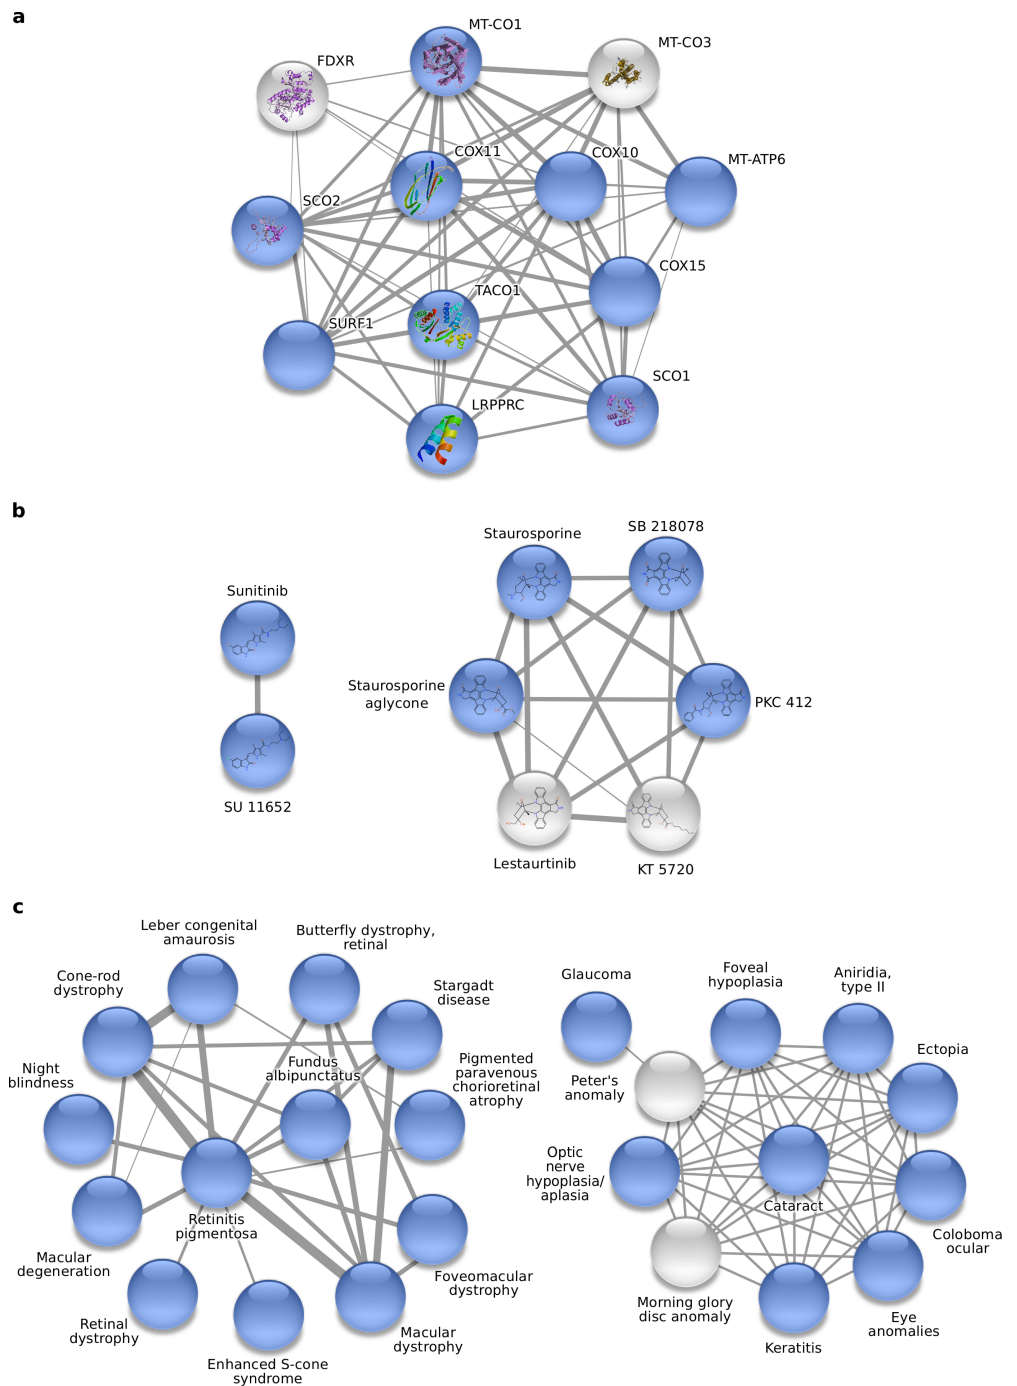 a
MT-CO1
MT-CO3
FDXR
COX11
COX10
MT-ATP6
SCO2
COX15
TACO1
SURF1
SCO1
LRPPRC
b
Staurosporine
SB 218078
Sunitinib
Staurosporine
aglycone
PKC 412
SU 11652
Lestaurtinib
KT 5720
c
Leber congenital
amaurosis
Butterfly dystrophy,
retinal
Cone-rod
dystrophy
Stargadt
disease
Night
blindness
Fundus
albipunctatus
Pigmented
paravenous
chorioretinal
atrophy
Retinitis
pigmentosa
Macular
degeneration
Foveomacular
dystrophy
Retinal
dystrophy
Macular
dystrophy
Enhanced S-cone
syndrome
Glaucoma
Foveal
hypoplasia
Aniridia,
type II
Ectopia
Peter's
anomaly
Optic
nerve
hypoplasia/
aplasia
Cataract
Coloboma
ocular
Morning glory
disc anomaly
Eye
anomalies
Keratitis